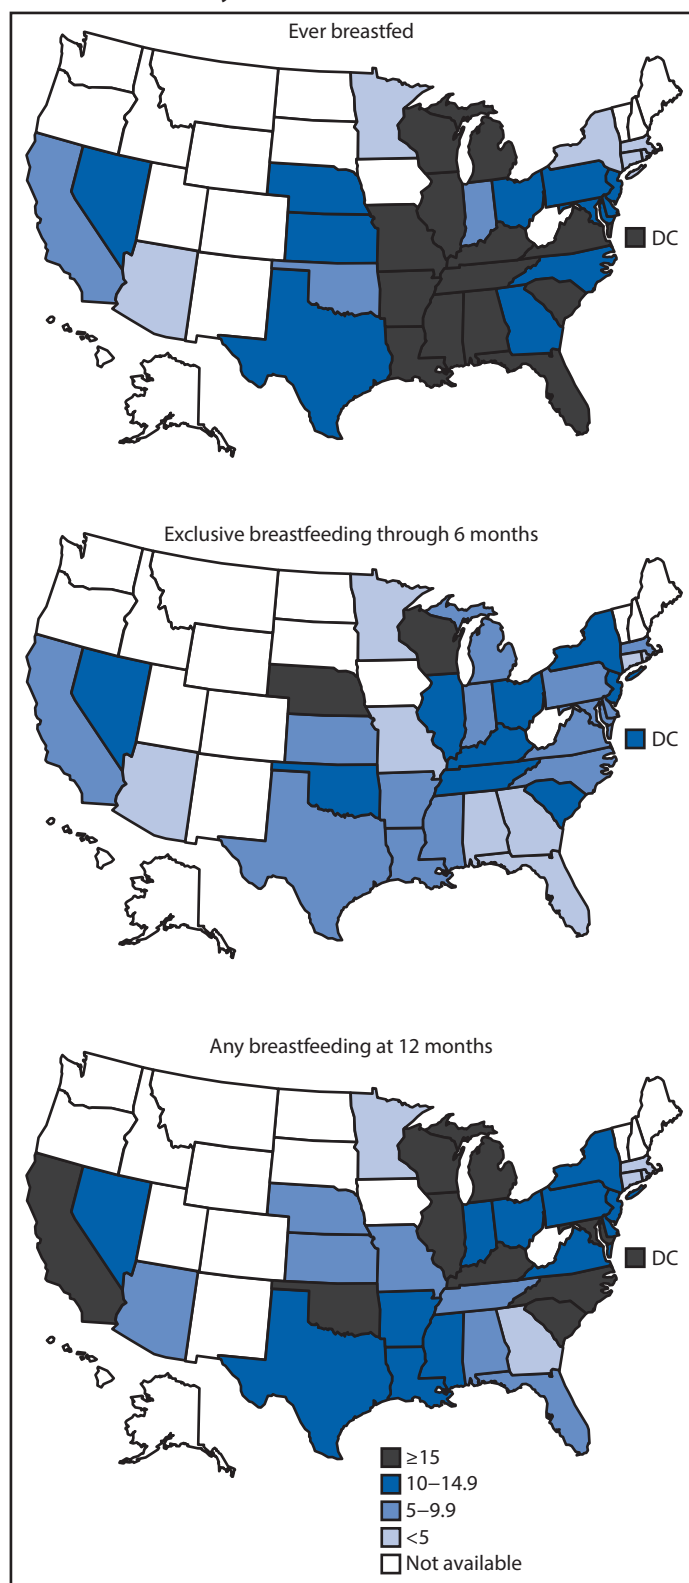 Ever breastfed
DC
Exclusive breastfeeding through 6 months
DC
Any breastfeeding at 12 months
DC
≥15
10–14.9
5–9.9
<5
Not available